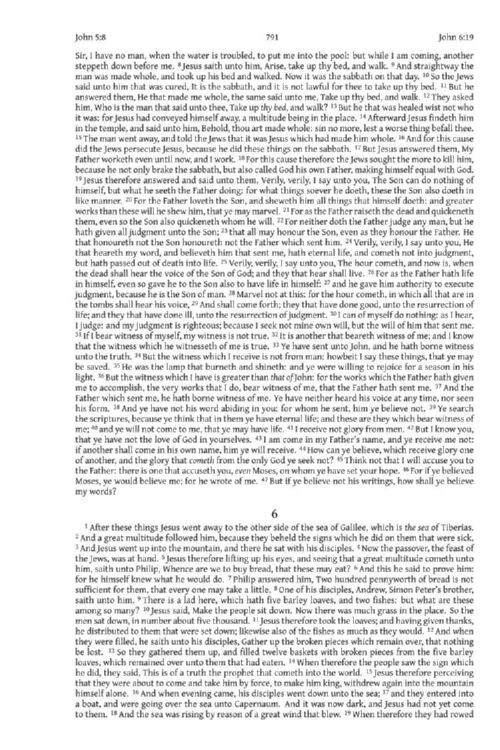 John 5:8 791 John 6:19
Sir, I have no man, when the water is troubled, to put me into the pool: but while I am coming, another
steppeth down before me. 8 Jesus saith unto him, Arise, take up thy bed, and walk. 9 And straightway the
man was made whole, and took up his bed and walked. Now it was the sabbath on that day. 10 So the Jews
said unto him that was cured, It is the sabbath, and it is not lawful for thee to take up thy bed. 11 But he
answered them, He that made me whole, the same said unto me, Take up thy bed, and walk. 12 They asked
him, Who is the man that said unto thee, Take up thy bed, and walk? 13 But he that was healed wist not who
it was: for Jesus had conveyed himself away, a multitude being in the place. 14 Afterward Jesus findeth him
in the temple, and said unto him, Behold, thou art made whole: sin no more, lest a worse thing befall thee.
15 The man went away, and told the Jews that it was Jesus which had made him whole. 16 And for this cause
did the Jews persecute Jesus, because he did these things on the sabbath. 17 But Jesus answered them, My
Father worketh even until now, and I work. 18 For this cause therefore the Jews sought the more to kill him,
because he not only brake the sabbath, but also called God his own Father, making himself equal with God.
19 Jesus therefore answered and said unto them, Verily, verily, I say unto you, The Son can do nothing of
himself, but what he seeth the Father doing: for what things soever he doeth, these the Son also doeth in
like manner. 20 For the Father loveth the Son, and sheweth him all things that himself doeth: and greater
works than these will he shew him, that ye may marvel. 21 For as the Father raiseth the dead and quickeneth
them, even so the Son also quickeneth whom he will. 22 For neither doth the Father judge any man, but he
hath given all judgment unto the Son; 23 that all may honour the Son, even as they honour the Father. He
that honoureth not the Son honoureth not the Father which sent him. 24 Verily, verily, I say unto you, He
that heareth my word, and believeth him that sent me, hath eternal life, and cometh not into judgment,
but hath passed out of death into life. 25 Verily, verily, I say unto you, The hour cometh, and now is, when
the dead shall hear the voice of the Son of God; and they that hear shall live. 26 For as the Father hath life
in himself, even so gave he to the Son also to have life in himself: 27 and he gave him authority to execute
judgment, because he is the Son of man. 28 Marvel not at this: for the hour cometh, in which all that are in
the tombs shall hear his voice, 29 And shall come forth; they that have done good, unto the resurrection of
life; and they that have done ill, unto the resurrection of judgment. 30 I can of myself do nothing: as I hear,
I judge: and my judgment is righteous; because I seek not mine own will, but the will of him that sent me.
31 If I bear witness of myself, my witness is not true. 32 It is another that beareth witness of me; and I know
that the witness which he witnesseth of me is true. 33 Ye have sent unto John, and he hath borne witness
unto the truth. 34 But the witness which I receive is not from man: howbeit I say these things, that ye may
be saved. 35 He was the lamp that burneth and shineth: and ye were willing to rejoice for a season in his
light. 36 But the witness which I have is greater than that of John: for the works which the Father hath given
me to accomplish, the very works that I do, bear witness of me, that the Father hath sent me. 37 And the
Father which sent me, he hath borne witness of me. Ye have neither heard his voice at any time, nor seen
his form. 38 And ye have not his word abiding in you: for whom he sent, him ye believe not. 39 Ye search
the scriptures, because ye think that in them ye have eternal life; and these are they which bear witness of
me; 40 and ye will not come to me, that ye may have life. 41 I receive not glory from men. 42 But I know you,
that ye have not the love of God in yourselves. 43 I am come in my Father's name, and ye receive me not:
if another shall come in his own name, him ye will receive. 44 How can ye believe, which receive glory one
of another, and the glory that cometh from the only God ye seek not? 45 Think not that I will accuse you to
the Father: there is one that accuseth you, even Moses, on whom ye have set your hope. 46 For if ye believed
Moses, ye would believe me; for he wrote of me. 47 But if ye believe not his writings, how shall ye believe
my words?
6
1 After these things Jesus went away to the other side of the sea of Galilee, which is the sea of Tiberias.
2 And a great multitude followed him, because they beheld the signs which he did on them that were sick.
3 And Jesus went up into the mountain, and there he sat with his disciples. 4 Now the passover, the feast of
the Jews, was at hand. 5 Jesus therefore lifting up his eyes, and seeing that a great multitude cometh unto
him, saith unto Philip, Whence are we to buy bread, that these may eat? 6 And this he said to prove him:
for he himself knew what he would do. 7 Philip answered him, Two hundred pennyworth of bread is not
sufficient for them, that every one may take a little. 8 One of his disciples, Andrew, Simon Peter's brother,
saith unto him. 9 There is a lad here, which hath five barley loaves, and two fishes: but what are these
among so many? 10 Jesus said, Make the people sit down. Now there was much grass in the place. So the
men sat down, in number about five thousand. 11 Jesus therefore took the loaves; and having given thanks,
he distributed to them that were set down; likewise also of the fishes as much as they would. 12 And when
they were filled, he saith unto his disciples, Gather up the broken pieces which remain over, that nothing
be lost. 13 So they gathered them up, and filled twelve baskets with broken pieces from the five barley
loaves, which remained over unto them that had eaten. 14 When therefore the people saw the sign which
he did, they said, This is of a truth the prophet that cometh into the world. 15 Jesus therefore perceiving
that they were about to come and take him by force, to make him king, withdrew again into the mountain
himself alone. 16 And when evening came, his disciples went down unto the sea; 17 and they entered into
a boat, and were going over the sea unto Capernaum. And it was now dark, and Jesus had not yet come
to them. 18 And the sea was rising by reason of a great wind that blew. 19 When therefore they had rowed